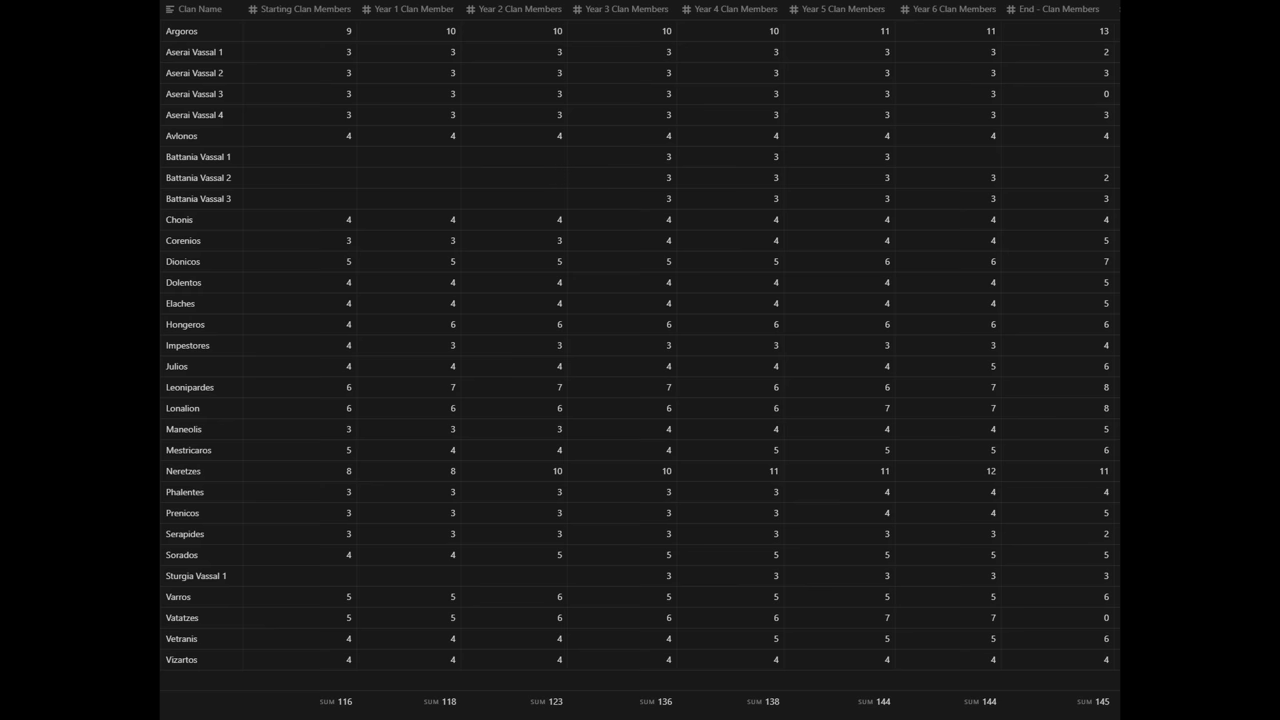 Clan Name # Starting Clan Members # Year 1 Clan Member # Year 2 Clan Members # Year 3 Clan Members # Year 4 Clan Members # Year 5 Clan Members # Year 6 Clan Members # End - Clan Members
Argoros 9 10 10 10 10 11 11 13
Aserai Vassal 1 3 3 3 3 3 3 3 2
Aserai Vassal 2 3 3 3 3 3 3 3 3
Aserai Vassal 3 3 3 3 3 3 3 3 0
Aserai Vassal 4 3 3 3 3 3 3 3 3
Avlonos 4 4 4 4 4 4 4 4
Battania Vassal 1 3 3 3
Battania Vassal 2 3 3 3 3 2
Battania Vassal 3 3 3 3 3 3
Chonis 4 4 4 4 4 4 4 4
Corenios 3 3 3 4 4 4 4 5
Dionicos 5 5 5 5 5 6 6 7
Dolentos 4 4 4 4 4 4 4 5
Elaches 4 4 4 4 4 4 4 5
Hongeros 4 6 6 6 6 6 6 6
Impestores 4 3 3 3 3 3 3 4
Julios 4 4 4 4 4 4 5 6
Leonipardes 6 7 7 7 6 6 7 8
Lonalion 6 6 6 6 6 7 7 8
Maneolis 3 3 3 4 4 4 4 5
Mestricaros 5 4 4 4 5 5 5 6
Neretzes 8 8 10 10 11 11 12 11
Phalentes 3 3 3 3 3 4 4 4
Prenicos 3 3 3 3 3 4 4 5
Serapides 3 3 3 3 3 3 3 2
Sorados 4 4 5 5 5 5 5 5
Sturgia Vassal 1 3 3 3 3 3
Varros 5 5 6 5 5 5 5 6
Vatatzes 5 5 6 6 6 7 7 0
Vetranis 4 4 4 4 5 5 5 6
Vizartos 4 4 4 4 4 4 4 4
SUM 116 SUM 118 SUM 123 SUM 136 SUM 138 SUM 144 SUM 144 SUM 145